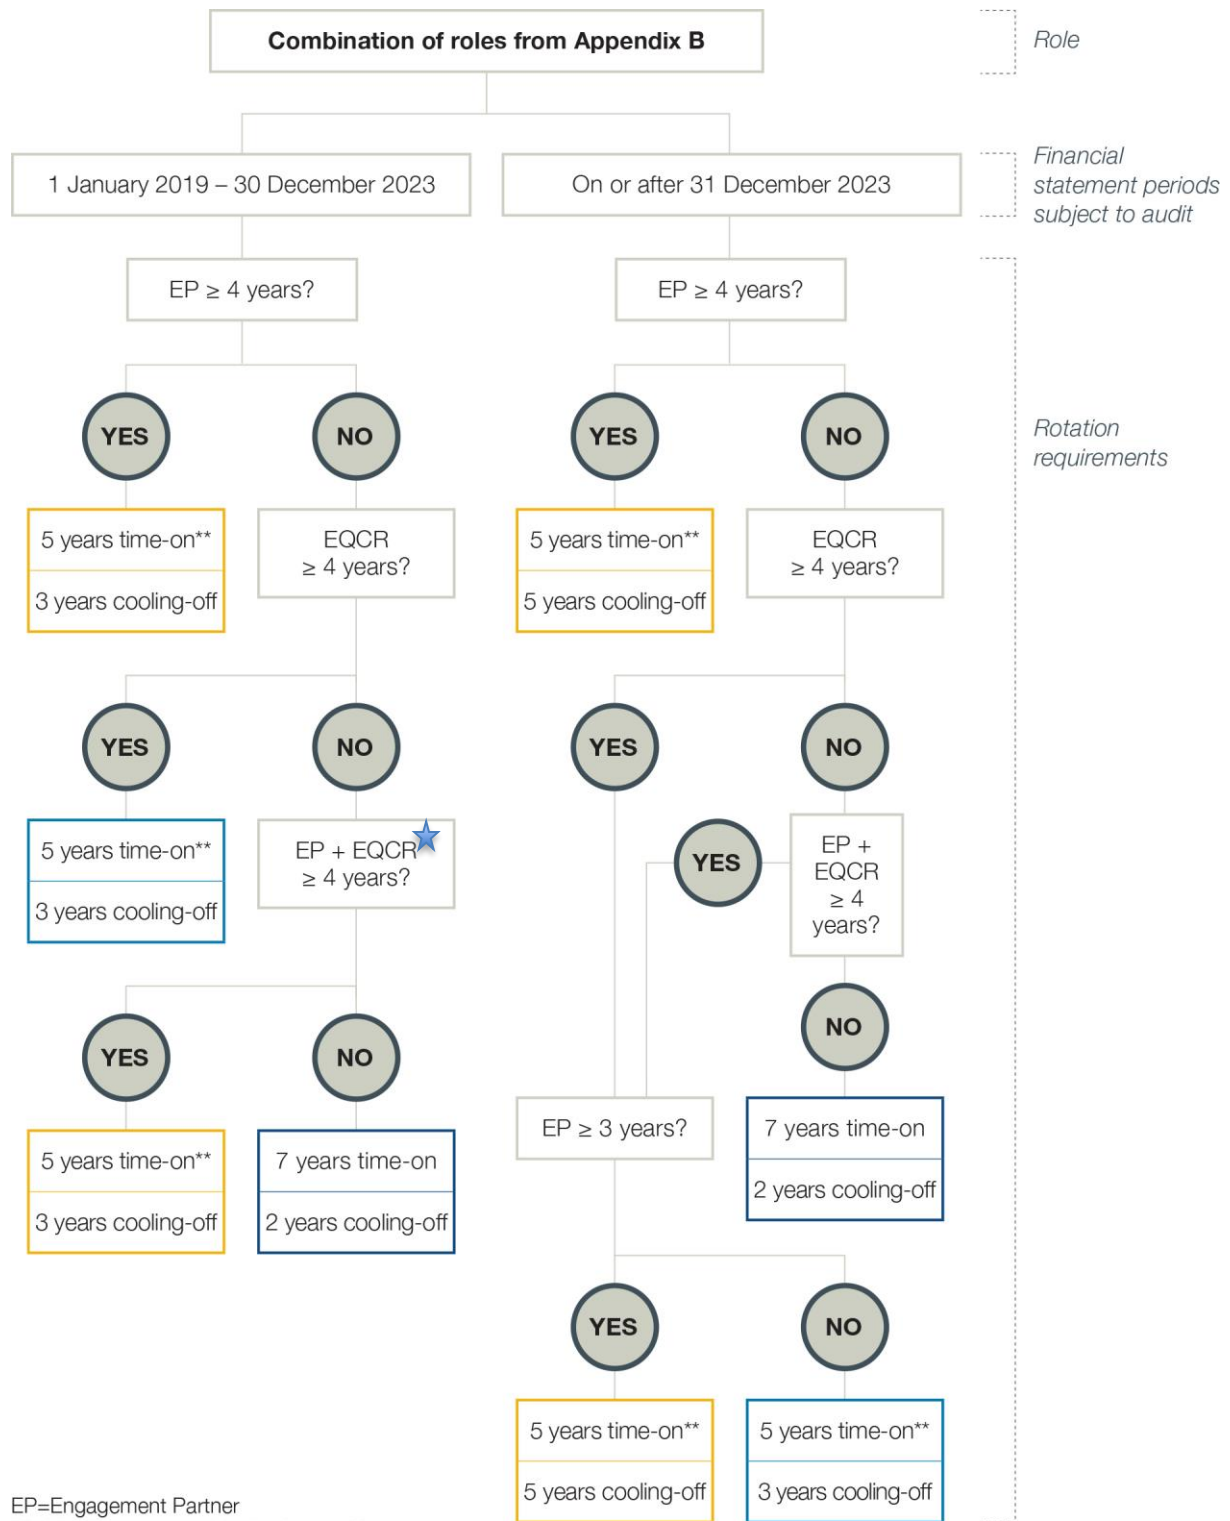 Combination of roles from Appendix B
Role
1 January 2019 – 30 December 2023
On or after 31 December 2023
Financial
statement periods
subject to audit
EP ≥ 4 years?
EP ≥ 4 years?
YES
NO
YES
NO
Rotation
requirements
5 years time-on**
3 years cooling-off
EQCR
≥ 4 years?
5 years time-on**
5 years cooling-off
EQCR
≥ 4 years?
YES
NO
YES
NO
5 years time-on**
3 years cooling-off
EP + EQCR
≥ 4 years?
YES
EP +
EQCR
≥ 4
years?
YES
NO
NO
5 years time-on**
3 years cooling-off
7 years time-on
2 years cooling-off
EP ≥ 3 years?
7 years time-on
2 years cooling-off
YES
NO
5 years time-on**
5 years cooling-off
5 years time-on**
3 years cooling-off
EP=Engagement Partner